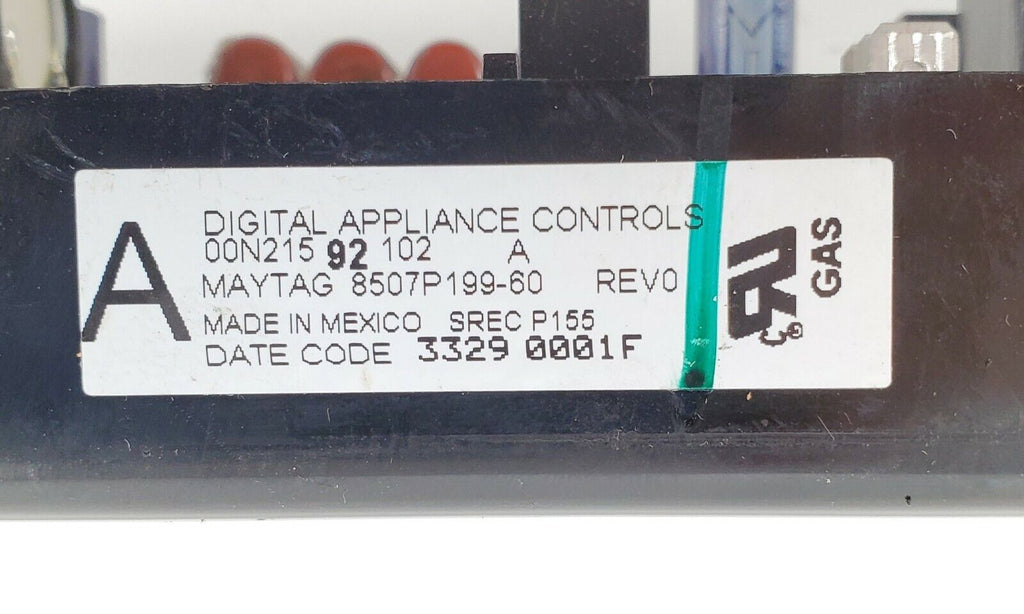 A
DIGITAL APPLIANCE CONTROLS
00N215 92 102 A
MAYTAG 8507P199-60 REV0
MADE IN MEXICO SREC P155
DATE CODE 3329 0001F
GAS